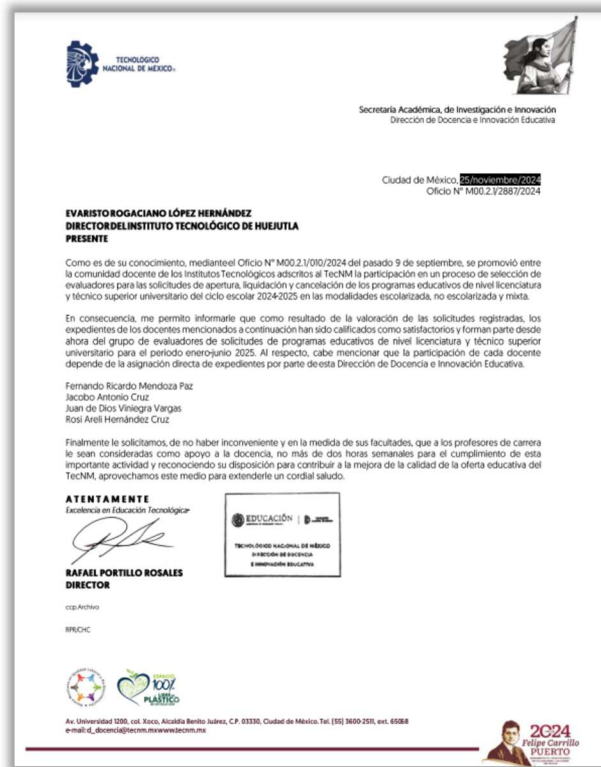 TECNOLÓGICO
NACIONAL DE MÉXICO
Secretaría Académica, de Investigación e Innovación
Dirección de Docencia e Innovación Educativa
Ciudad de México, 25/noviembre/2024
Oficio N° M00.2.1/2887/2024
EVARISTO ROGACIANO LÓPEZ HERNÁNDEZ
DIRECTOR DEL INSTITUTO TECNOLÓGICO DE HUEJUTLA
PRESENTE
Como es de su conocimiento, mediante el Oficio N° M00.2.1/010/2024 del pasado 9 de septiembre, se promovió entre
la comunidad docente de los Institutos Tecnológicos adscritos al TecNM la participación en un proceso de selección de
evaluadores para las solicitudes de apertura, liquidación y cancelación de los programas educativos de nivel licenciatura
y técnico superior universitario del ciclo escolar 2024-2025 en las modalidades escolarizada, no escolarizada y mixta.
En consecuencia, me permito informarle que como resultado de la valoración de las solicitudes registradas, los
expedientes de los docentes mencionados a continuación han sido calificados como satisfactorios y forman parte desde
ahora del grupo de evaluadores de solicitudes de programas educativos de nivel licenciatura y técnico superior
universitario para el periodo enero-junio 2025. Al respecto, cabe mencionar que la participación de cada docente
depende de la asignación directa de expedientes por parte de esta Dirección de Docencia e Innovación Educativa.
Fernando Ricardo Mendoza Paz
Jacobo Antonio Cruz
Juan de Dios Viniegra Vargas
Rosi Areli Hernández Cruz
Finalmente le solicitamos, de no haber inconveniente y en la medida de sus facultades, que a los profesores de carrera
le sean consideradas como apoyo a la docencia, no más de dos horas semanales para el cumplimiento de esta
importante actividad y reconociendo su disposición para contribuir a la mejora de la calidad de la oferta educativa del
TecNM, aprovechamos este medio para extenderle un cordial saludo.
ATENTAMENTE
Excelencia en Educación Tecnológica®
EDUCACIÓN
TECNOLÓGICO NACIONAL DE MÉXICO
DIRECCIÓN DE DOCENCIA
E INNOVACIÓN EDUCATIVA
RAFAEL PORTILLO ROSALES
DIRECTOR
ccp. Archivo
RPR/CHC
ESPACIO
100%
LIBRE DE
PLÁSTICO
Av. Universidad 1200, col. Xoco, Alcaldía Benito Juárez, C.P. 03330, Ciudad de México. Tel. (55) 3600-2511, ext. 65068
e-mail: d_docencia@tecnm.mx www.tecnm.mx
2024
Felipe Carrillo
PUERTO